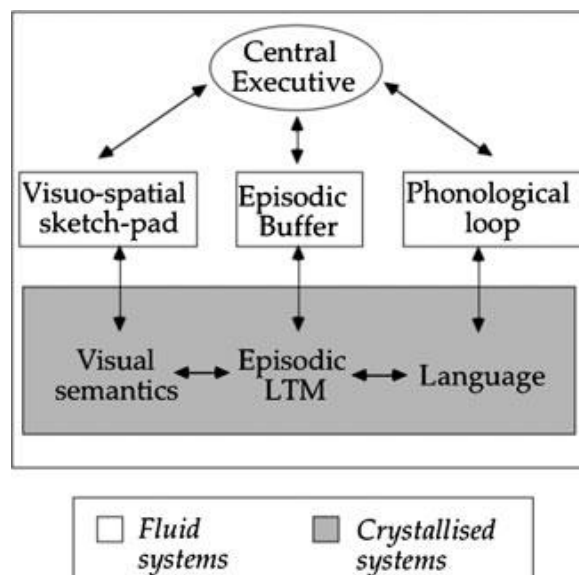 Central
Executive
Visuo-spatial
sketch-pad
Episodic
Buffer
Phonological
loop
Visual
semantics
Episodic
LTM
Language
Fluid
systems
Crystallised
systems